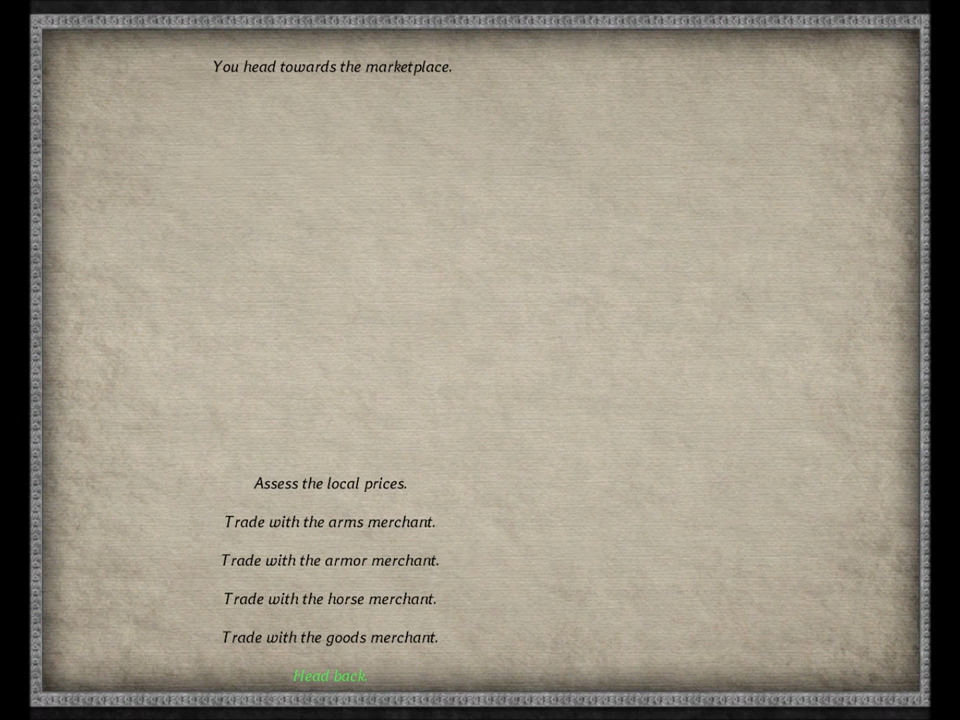 You head towards the marketplace.
Assess the local prices.
Trade with the arms merchant.
Trade with the armor merchant.
Trade with the horse merchant.
Trade with the goods merchant.
Head back.